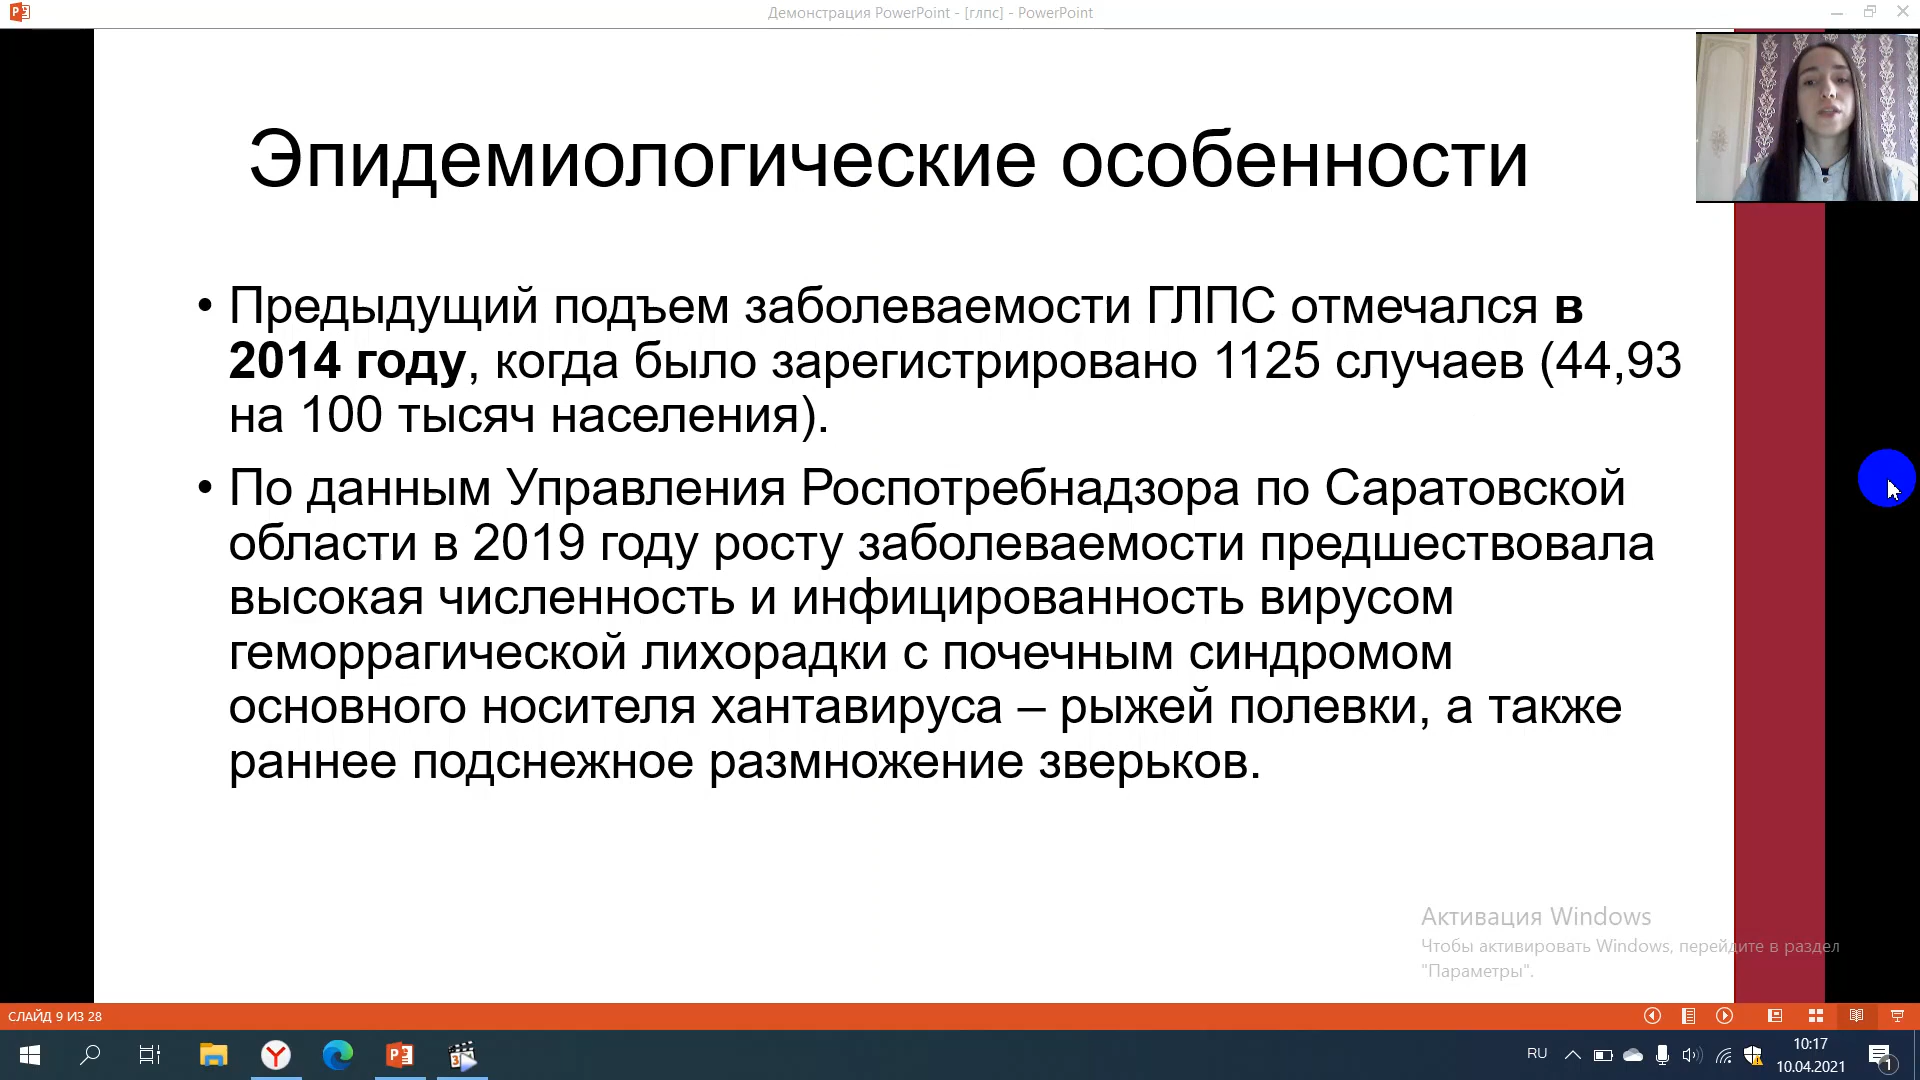 Демонстрация PowerPoint - [глпс] - PowerPoint
Эпидемиологические особенности
• Предыдущий подъем заболеваемости ГЛПС отмечался в
2014 году, когда было зарегистрировано 1125 случаев (44,93
на 100 тысяч населения).
• По данным Управления Роспотребнадзора по Саратовской
области в 2019 году росту заболеваемости предшествовала
высокая численность и инфицированность вирусом
геморрагической лихорадки с почечным синдромом
основного носителя хантавируса – рыжей полевки, а также
раннее подснежное размножение зверьков.
Активация Windows
Чтобы активировать Windows, перейдите в раздел
"Параметры".
СЛАЙД 9 ИЗ 28
RU
10:17
10.04.2021
1